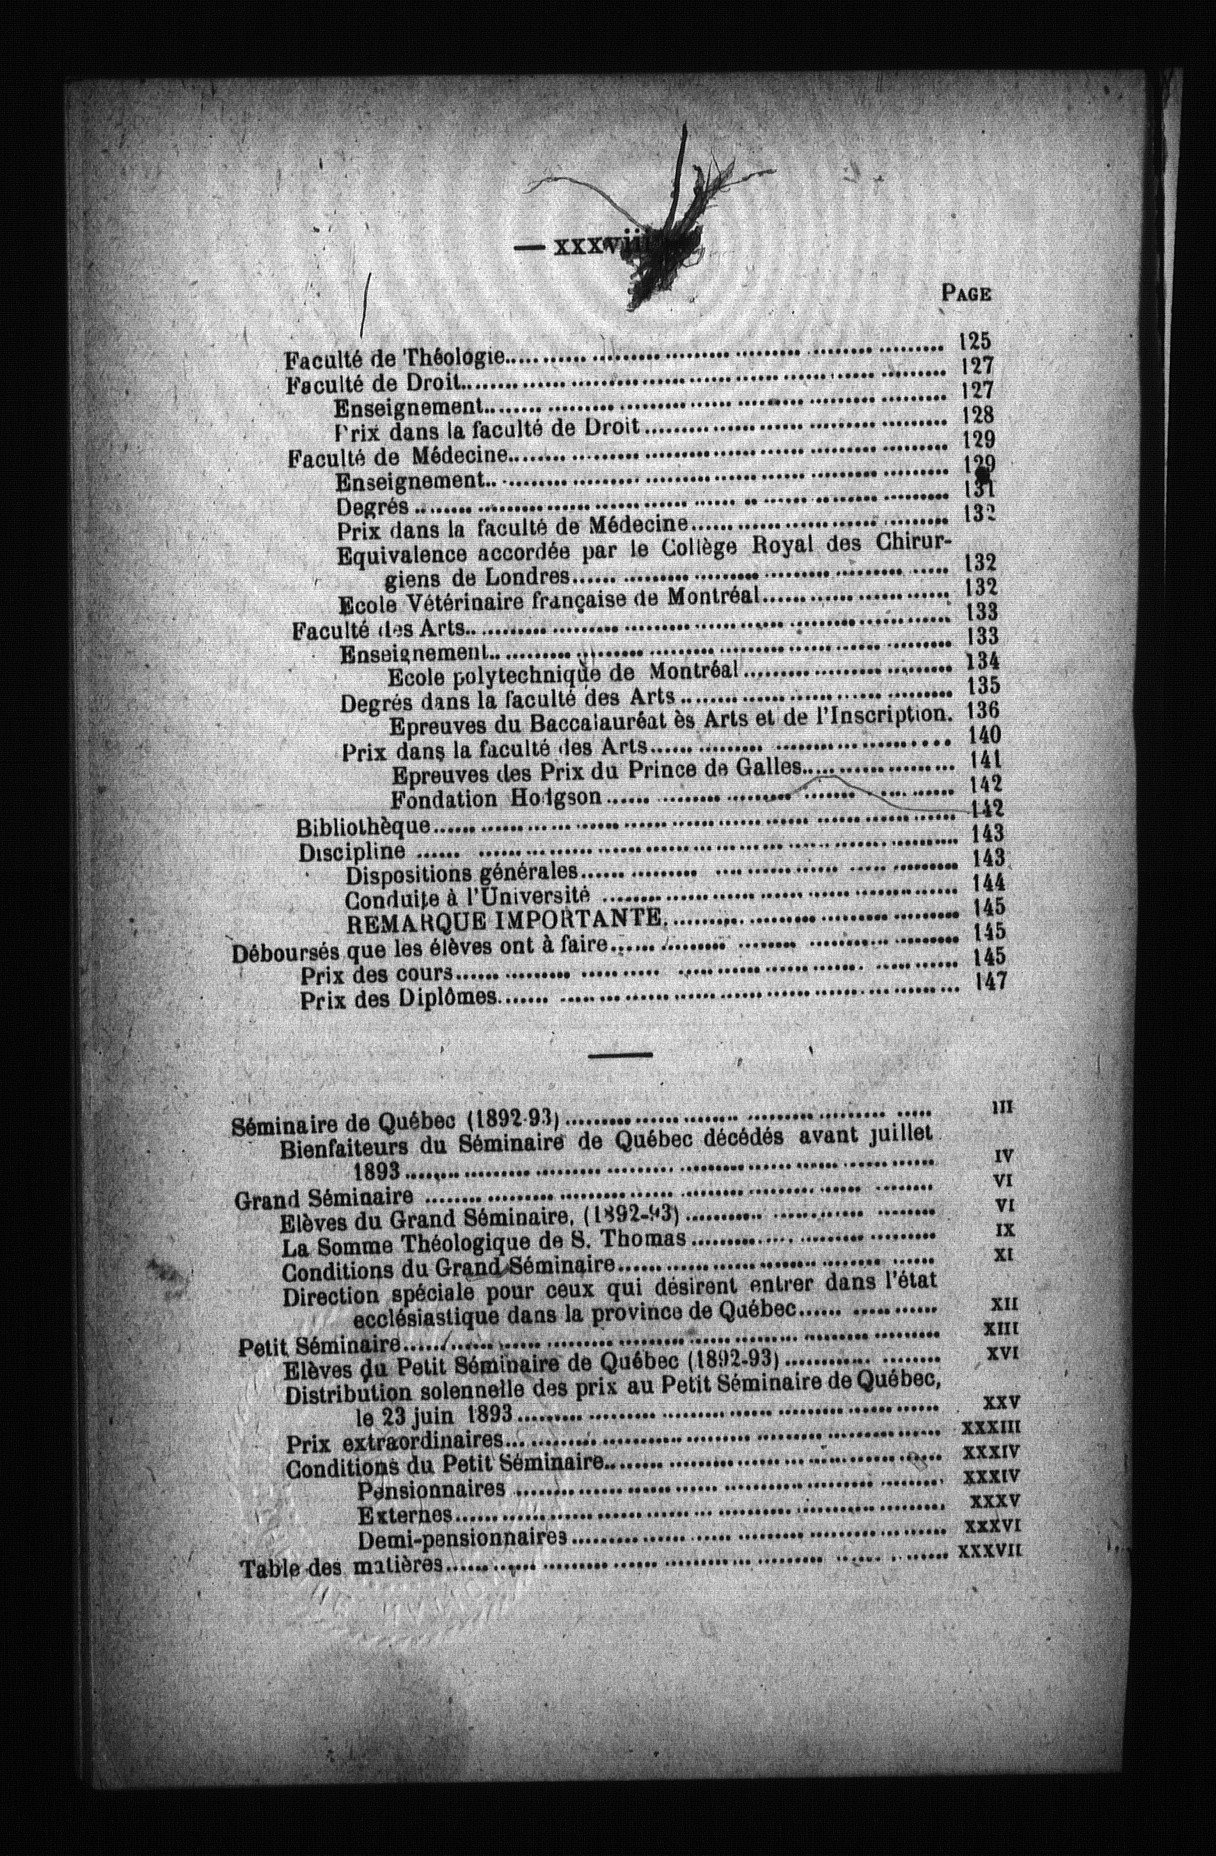 — xxxviii
PAGE
Faculté de Théologie........ 125
Faculté de Droit........ 127
Enseignement........ 127
Prix dans la faculté de Droit........ 128
Faculté de Médecine........ 129
Enseignement........ 129
Degrés........ 131
Prix dans la faculté de Médecine........ 132
Equivalence accordée par le Collège Royal des Chirur-
giens de Londres........ 132
Ecole Vétérinaire française de Montréal........ 132
Faculté des Arts........ 133
Enseignement........ 133
Ecole polytechnique de Montréal........ 134
Degrés dans la faculté des Arts........ 135
Epreuves du Baccalauréat ès Arts et de l'Inscription. 136
Prix dans la faculté des Arts........ 140
Epreuves des Prix du Prince de Galles........ 141
Fondation Hodgson........ 142
Bibliothèque........ 142
Discipline........ 143
Dispositions générales........ 143
Conduite à l'Université........ 144
REMARQUE IMPORTANTE........ 145
Déboursés que les élèves ont à faire........ 145
Prix des cours........ 145
Prix des Diplômes........ 147
Séminaire de Québec (1892-93)........ III
Bienfaiteurs du Séminaire de Québec décédés avant juillet
1893........ IV
Grand Séminaire........ VI
Elèves du Grand Séminaire, (1892-93)........ VI
La Somme Théologique de S. Thomas........ IX
Conditions du Grand Séminaire........ XI
Direction spéciale pour ceux qui désirent entrer dans l'état
ecclésiastique dans la province de Québec........ XII
Petit Séminaire........ XIII
Elèves du Petit Séminaire de Québec (1892-93)........ XVI
Distribution solennelle des prix au Petit Séminaire de Québec,
le 23 juin 1893........ XXV
Prix extraordinaires........ XXXIII
Conditions du Petit Séminaire........ XXXIV
Pensionnaires........ XXXIV
Externes........ XXXV
Demi-pensionnaires........ XXXVI
Table des matières........ XXXVII